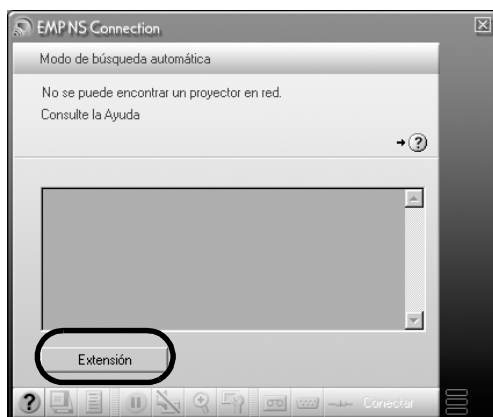 EMP NS Connection
Modo de búsqueda automática
No se puede encontrar un proyector en red.
Consulte la Ayuda
Extensión
Conectar